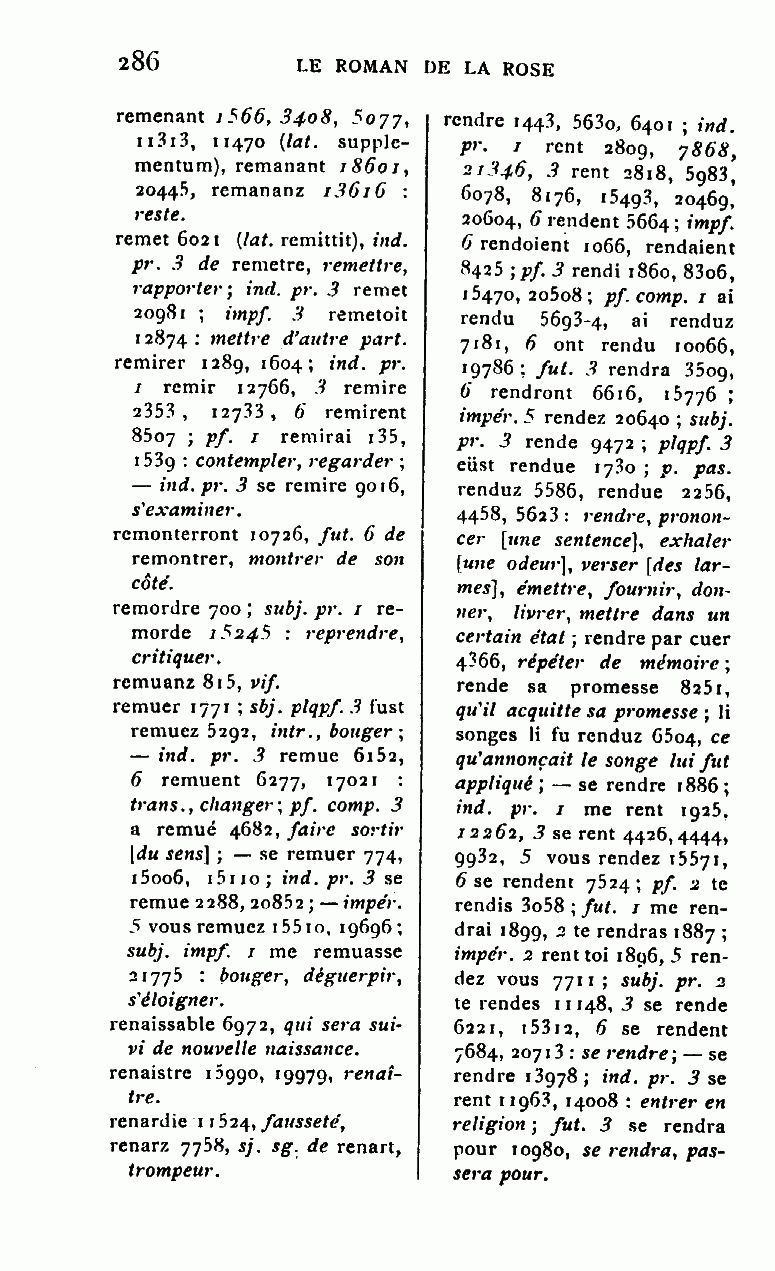 286
LE ROMAN DE LA ROSE
remenant 1566, 3408, 5077,
11313, 11470 (lat. supple-
mentum), remanant 18601,
20445, remananz 13616 :
reste.
remet 6021 (lat. remittit), ind.
pr. 3 de remetre, remettre,
rapporter; ind. pr. 3 remet
20981 ; impf. 3 remetoit
12874 : mettre d'autre part.
remirer 1289, 1604; ind. pr.
1 remir 12766, 3 remire
2353, 12733, 6 remirent
8507 ; pf. 1 remirai 135,
1539 : contempler, regarder ;
— ind. pr. 3 se remire 9016,
s'examiner.
remonterront 10726, fut. 6 de
remontrer, montrer de son
côté.
remordre 700; subj. pr. 1 re-
morde 15245 : reprendre,
critiquer.
remuanz 815, vif.
remuer 1771 ; sbj. plqpf. 3 fust
remuez 5292, intr., bouger ;
— ind. pr. 3 remue 6152,
6 remuent 6277, 17021 :
trans., changer; pf. comp. 3
a remué 4682, faire sortir
[du sens] ; — se remuer 774,
15006, 15110; ind. pr. 3 se
remue 2288, 20852; — impér.
5 vous remuez 15510, 19696;
subj. impf. 1 me remuasse
21775 : bouger, déguerpir,
s'éloigner.
renaissable 6972, qui sera sui-
vi de nouvelle naissance.
renaistre 15990, 19979, renaî-
tre.
renardie 11524, fausseté,
renarz 7758, sj. sg. de renart,
trompeur.
rendre 1443, 5630, 6401 ; ind.
pr. 1 rent 2809, 7868,
21346, 3 rent 2818, 5983,
6078, 8176, 15493, 20469,
20604, 6 rendent 5664; impf.
6 rendoient 1066, rendaient
8425 ; pf. 3 rendi 1860, 8306,
15470, 20508; pf. comp. 1 ai
rendu 5693-4, ai renduz
7181, 6 ont rendu 10066,
19786; fut. 3 rendra 3509,
6 rendront 6616, 15776 ;
impér. 5 rendez 20640 ; subj.
pr. 3 rende 9472 ; plqpf. 3
eüst rendue 1730 ; p. pas.
renduz 5586, rendue 2256,
4458, 5623 : rendre, pronon-
cer [une sentence], exhaler
[une odeur], verser [des lar-
mes], émettre, fournir, don-
ner, livrer, mettre dans un
certain état ; rendre par cuer
4366, répéter de mémoire ;
rende sa promesse 8251,
qu'il acquitte sa promesse ; li
songes li fu renduz 6504, ce
qu'annonçait le songe lui fut
appliqué ; — se rendre 1886;
ind. pr. 1 me rent 1925,
12262, 3 se rent 4426, 4444,
9932, 5 vous rendez 15571,
6 se rendent 7524; pf. 2 te
rendis 3058 ; fut. 1 me ren-
drai 1899, 2 te rendras 1887 ;
impér. 2 rent toi 1896, 5 ren-
dez vous 7711 ; subj. pr. 2
te rendes 11148, 3 se rende
6221, 15312, 6 se rendent
7684, 20713 : se rendre; — se
rendre 13978; ind. pr. 3 se
rent 11963, 14008 : entrer en
religion ; fut. 3 se rendra
pour 10980, se rendra, pas-
sera pour.